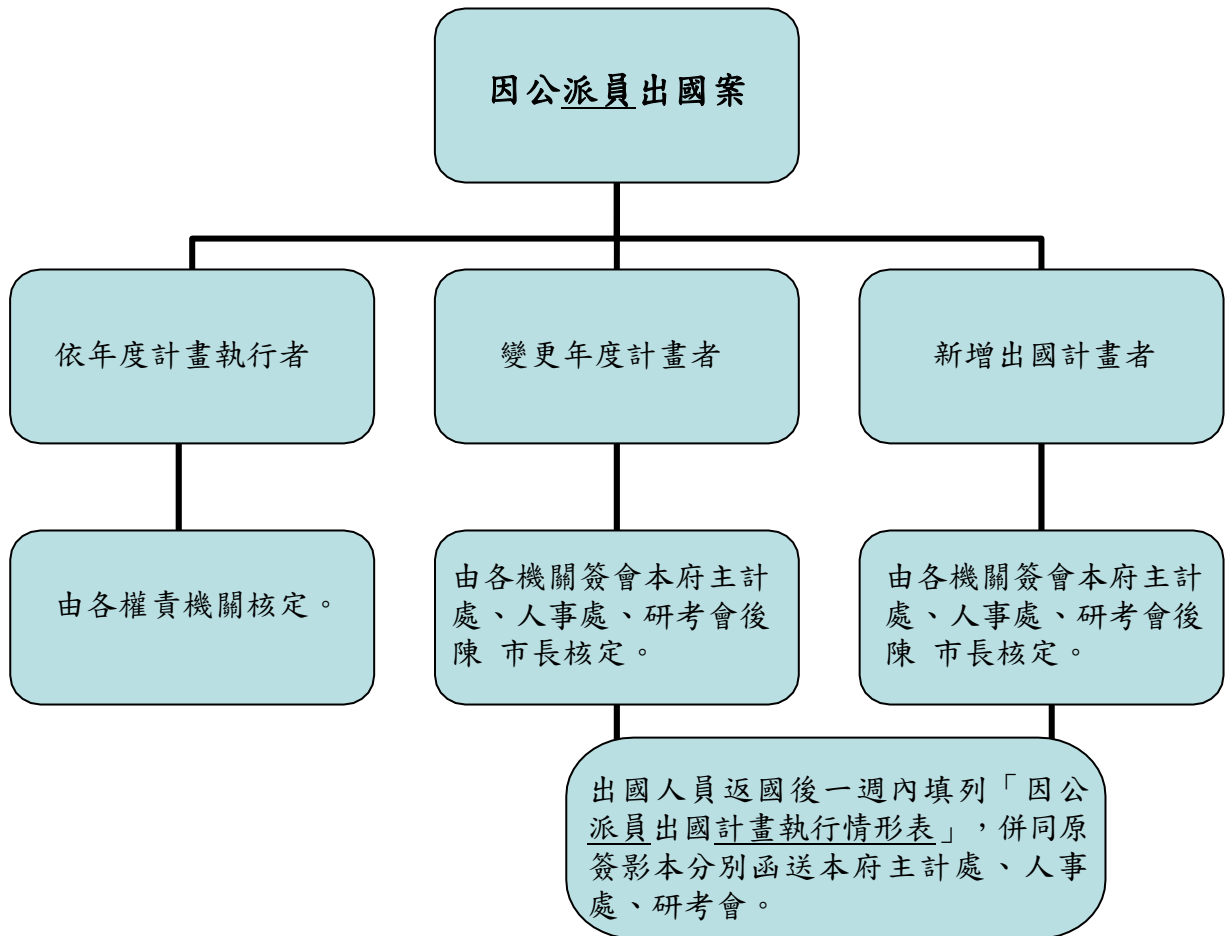 因公派員出國案
依年度計畫執行者
變更年度計畫者
新增出國計畫者
由各權責機關核定。
由各機關簽會本府主計
處、人事處、研考會後
陳 市長核定。
由各機關簽會本府主計
處、人事處、研考會後
陳 市長核定。
出國人員返國後一週內填列「因公
派員出國計畫執行情形表」，併同原
簽影本分別函送本府主計處、人事
處、研考會。